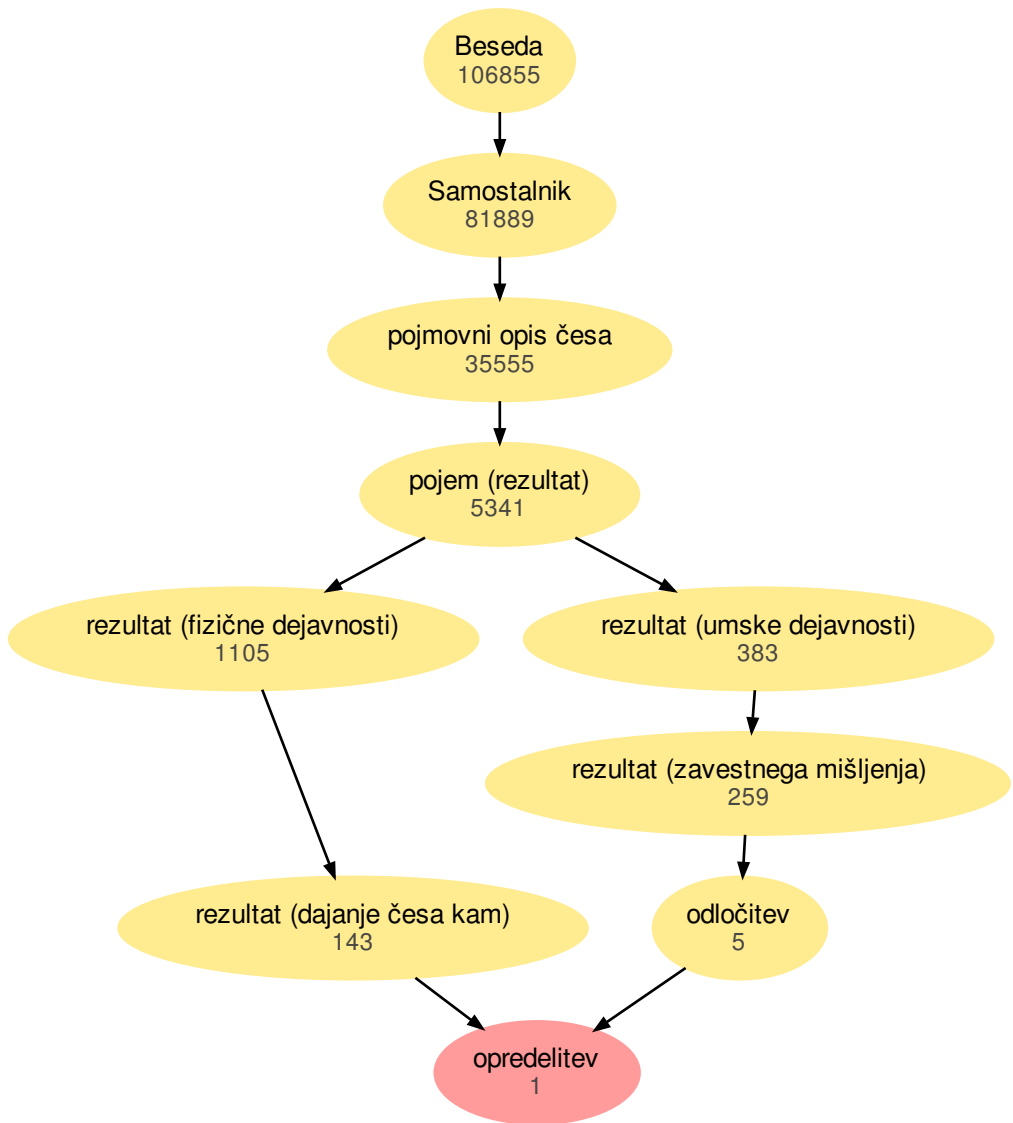 Beseda
106855
Samostalnik
81889
pojmovni opis česa
35555
pojem (rezultat)
5341
rezultat (fizične dejavnosti)
1105
rezultat (umske dejavnosti)
383
rezultat (zavestnega mišljenja)
259
rezultat (dajanje česa kam)
143
odločitev
5
opredelitev
1